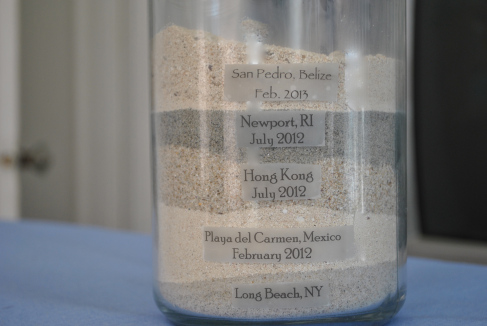 San Pedro, Belize
Feb. 2013
Newport, RI
July 2012
Hong Kong
July 2012
Playa del Carmen, Mexico
February 2012
Long Beach, NY